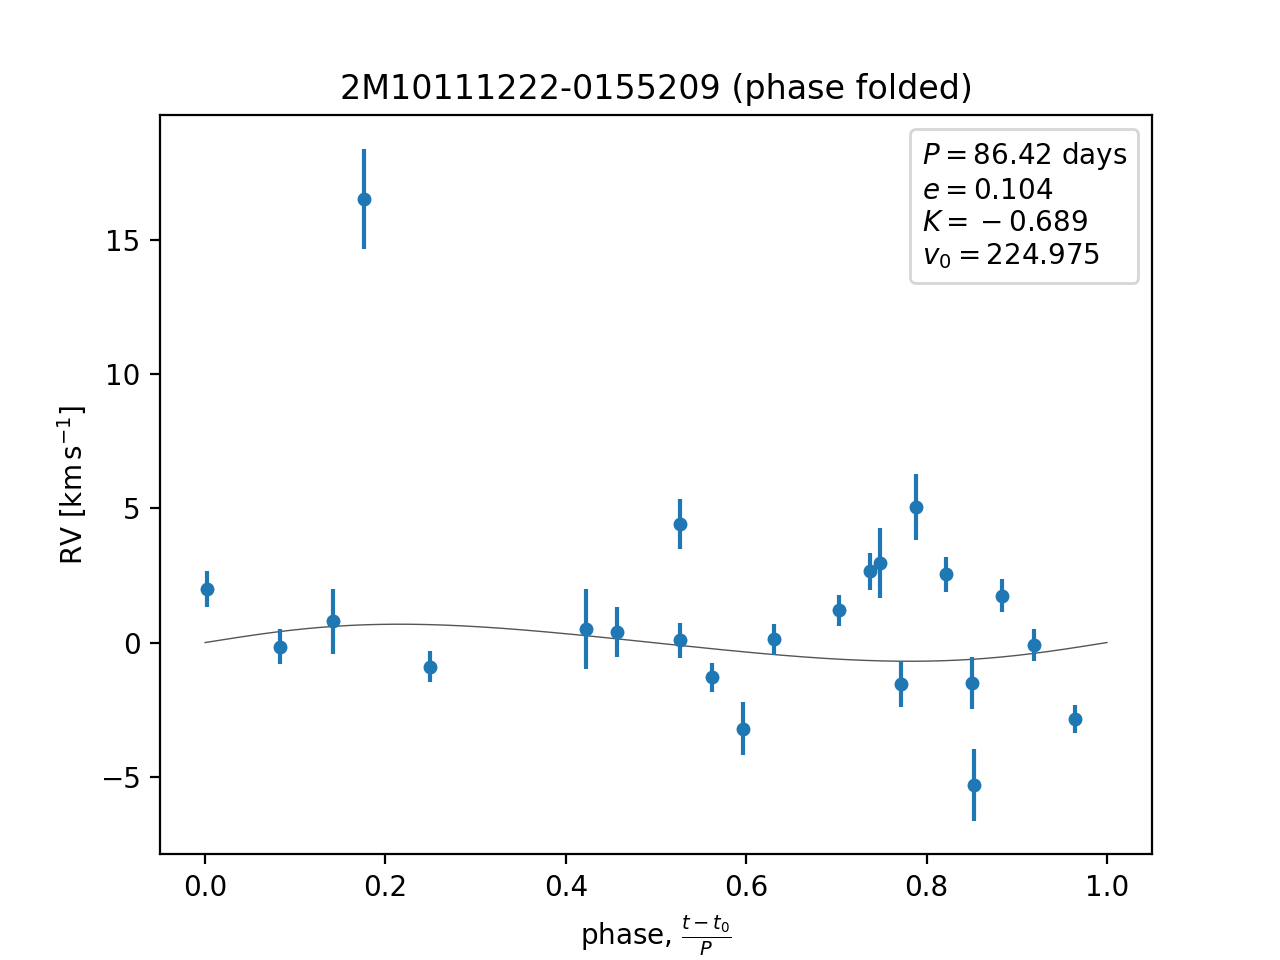 2M10111222-0155209 (phase folded)
P = 86.42 days
e = 0.104
K = −0.689
v₀ = 224.975
15
10
5
0
−5
RV [km s⁻¹]
0.0 0.2 0.4 0.6 0.8 1.0
phase, (t − t₀)/P